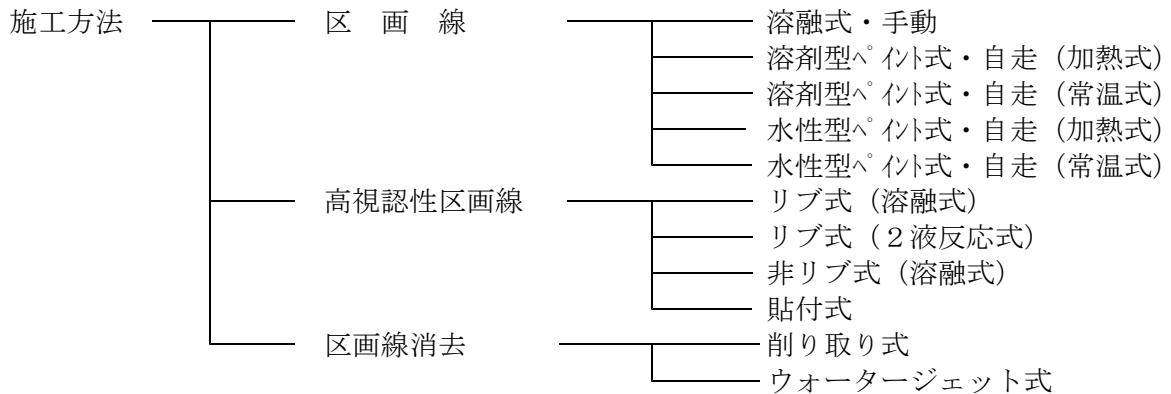 施工方法 区画線 溶融式・手動
溶剤型ﾍﾟｲﾝﾄ式・自走（加熱式）
溶剤型ﾍﾟｲﾝﾄ式・自走（常温式）
水性型ﾍﾟｲﾝﾄ式・自走（加熱式）
水性型ﾍﾟｲﾝﾄ式・自走（常温式）
高視認性区画線 リブ式（溶融式）
リブ式（２液反応式）
非リブ式（溶融式）
貼付式
区画線消去 削り取り式
ウォータージェット式